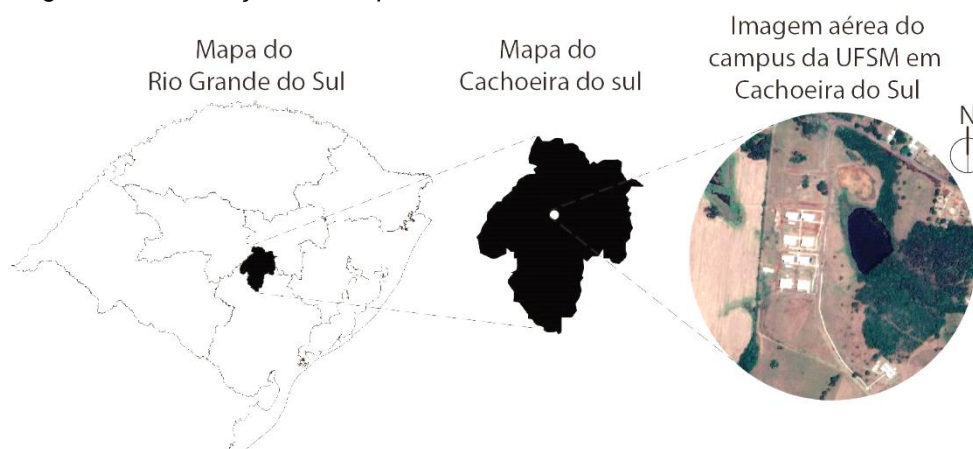 Mapa do
Rio Grande do Sul
Mapa do
Cachoeira do sul
Imagem aérea do
campus da UFSM em
Cachoeira do Sul
N